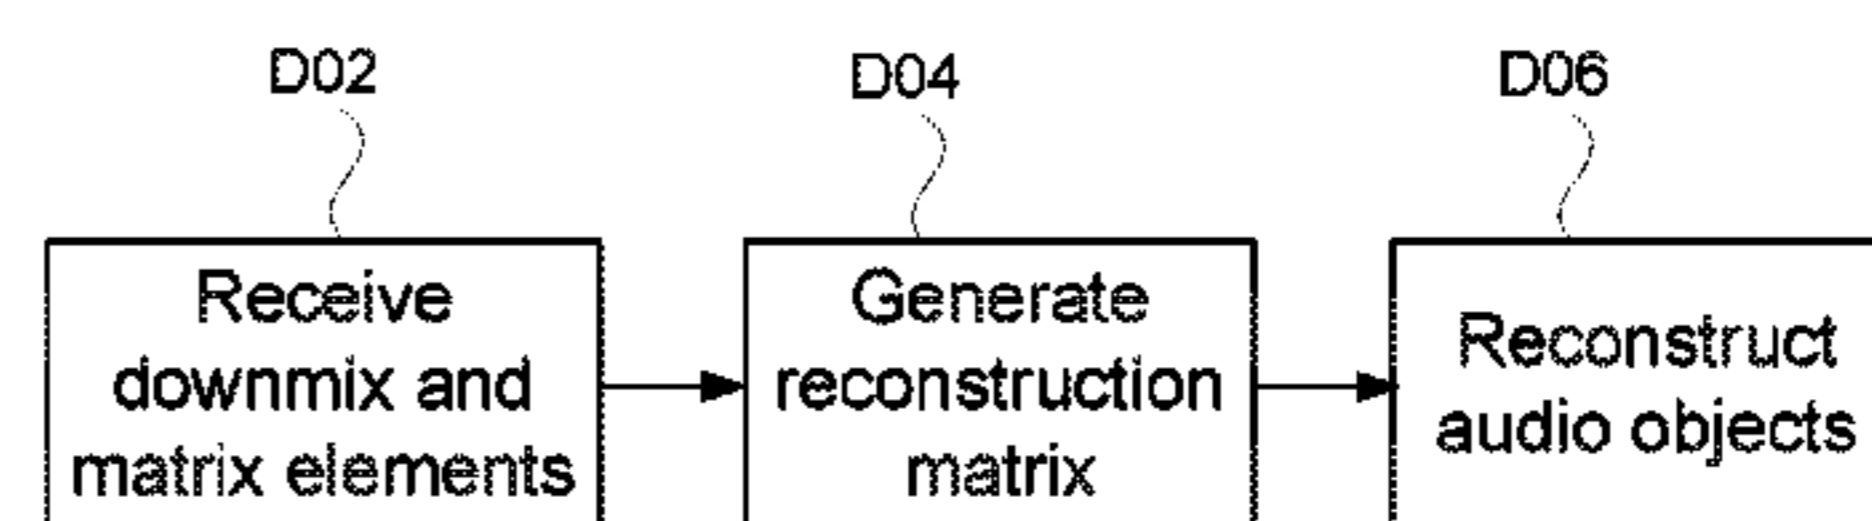 D02
D04
D06
Receive
downmix and
matrix elements
Generate
reconstruction
matrix
Reconstruct
audio objects